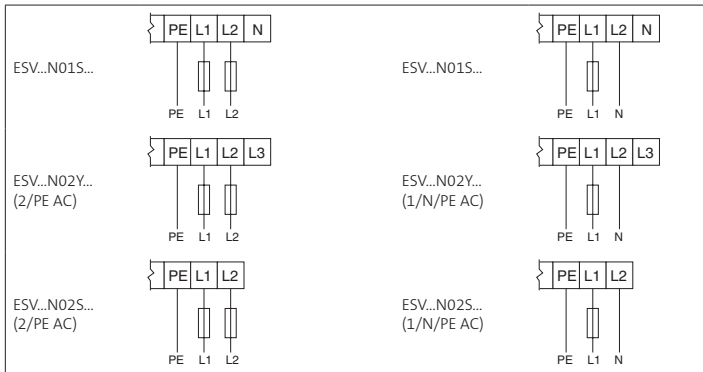 PE L1 L2 N
ESV...N01S...
PE L1 L2
PE L1 L2 N
ESV...N01S...
PE L1 N
PE L1 L2 L3
ESV...N02Y...
(2/PE AC)
PE L1 L2
PE L1 L2 L3
ESV...N02Y...
(1/N/PE AC)
PE L1 N
PE L1 L2
ESV...N02S...
(2/PE AC)
PE L1 L2
PE L1 L2
ESV...N02S...
(1/N/PE AC)
PE L1 N